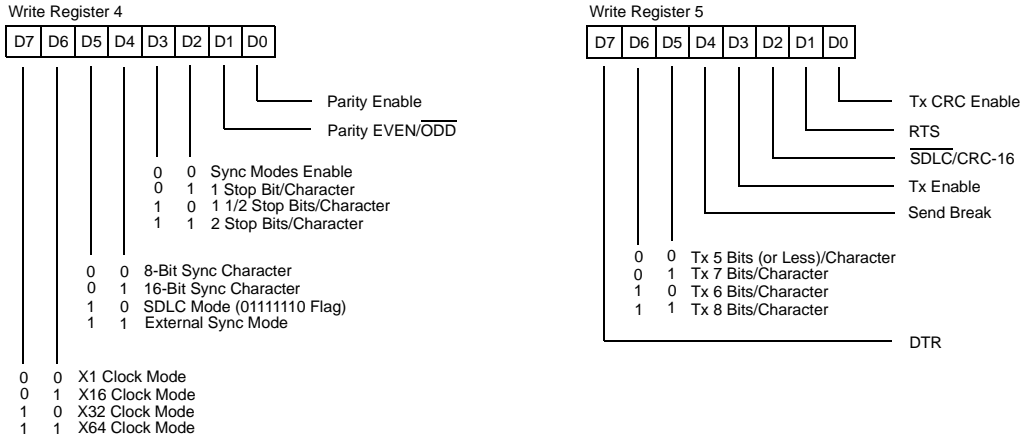 Write Register 4
D7 D6 D5 D4 D3 D2 D1 D0
Parity Enable
Parity EVEN/ODD
0 0 Sync Modes Enable
0 1 1 Stop Bit/Character
1 0 1 1/2 Stop Bits/Character
1 1 2 Stop Bits/Character
0 0 8-Bit Sync Character
0 1 16-Bit Sync Character
1 0 SDLC Mode (01111110 Flag)
1 1 External Sync Mode
0 0 X1 Clock Mode
0 1 X16 Clock Mode
1 0 X32 Clock Mode
1 1 X64 Clock Mode
Write Register 5
D7 D6 D5 D4 D3 D2 D1 D0
Tx CRC Enable
RTS
SDLC/CRC-16
Tx Enable
Send Break
0 0 Tx 5 Bits (or Less)/Character
0 1 Tx 7 Bits/Character
1 0 Tx 6 Bits/Character
1 1 Tx 8 Bits/Character
DTR